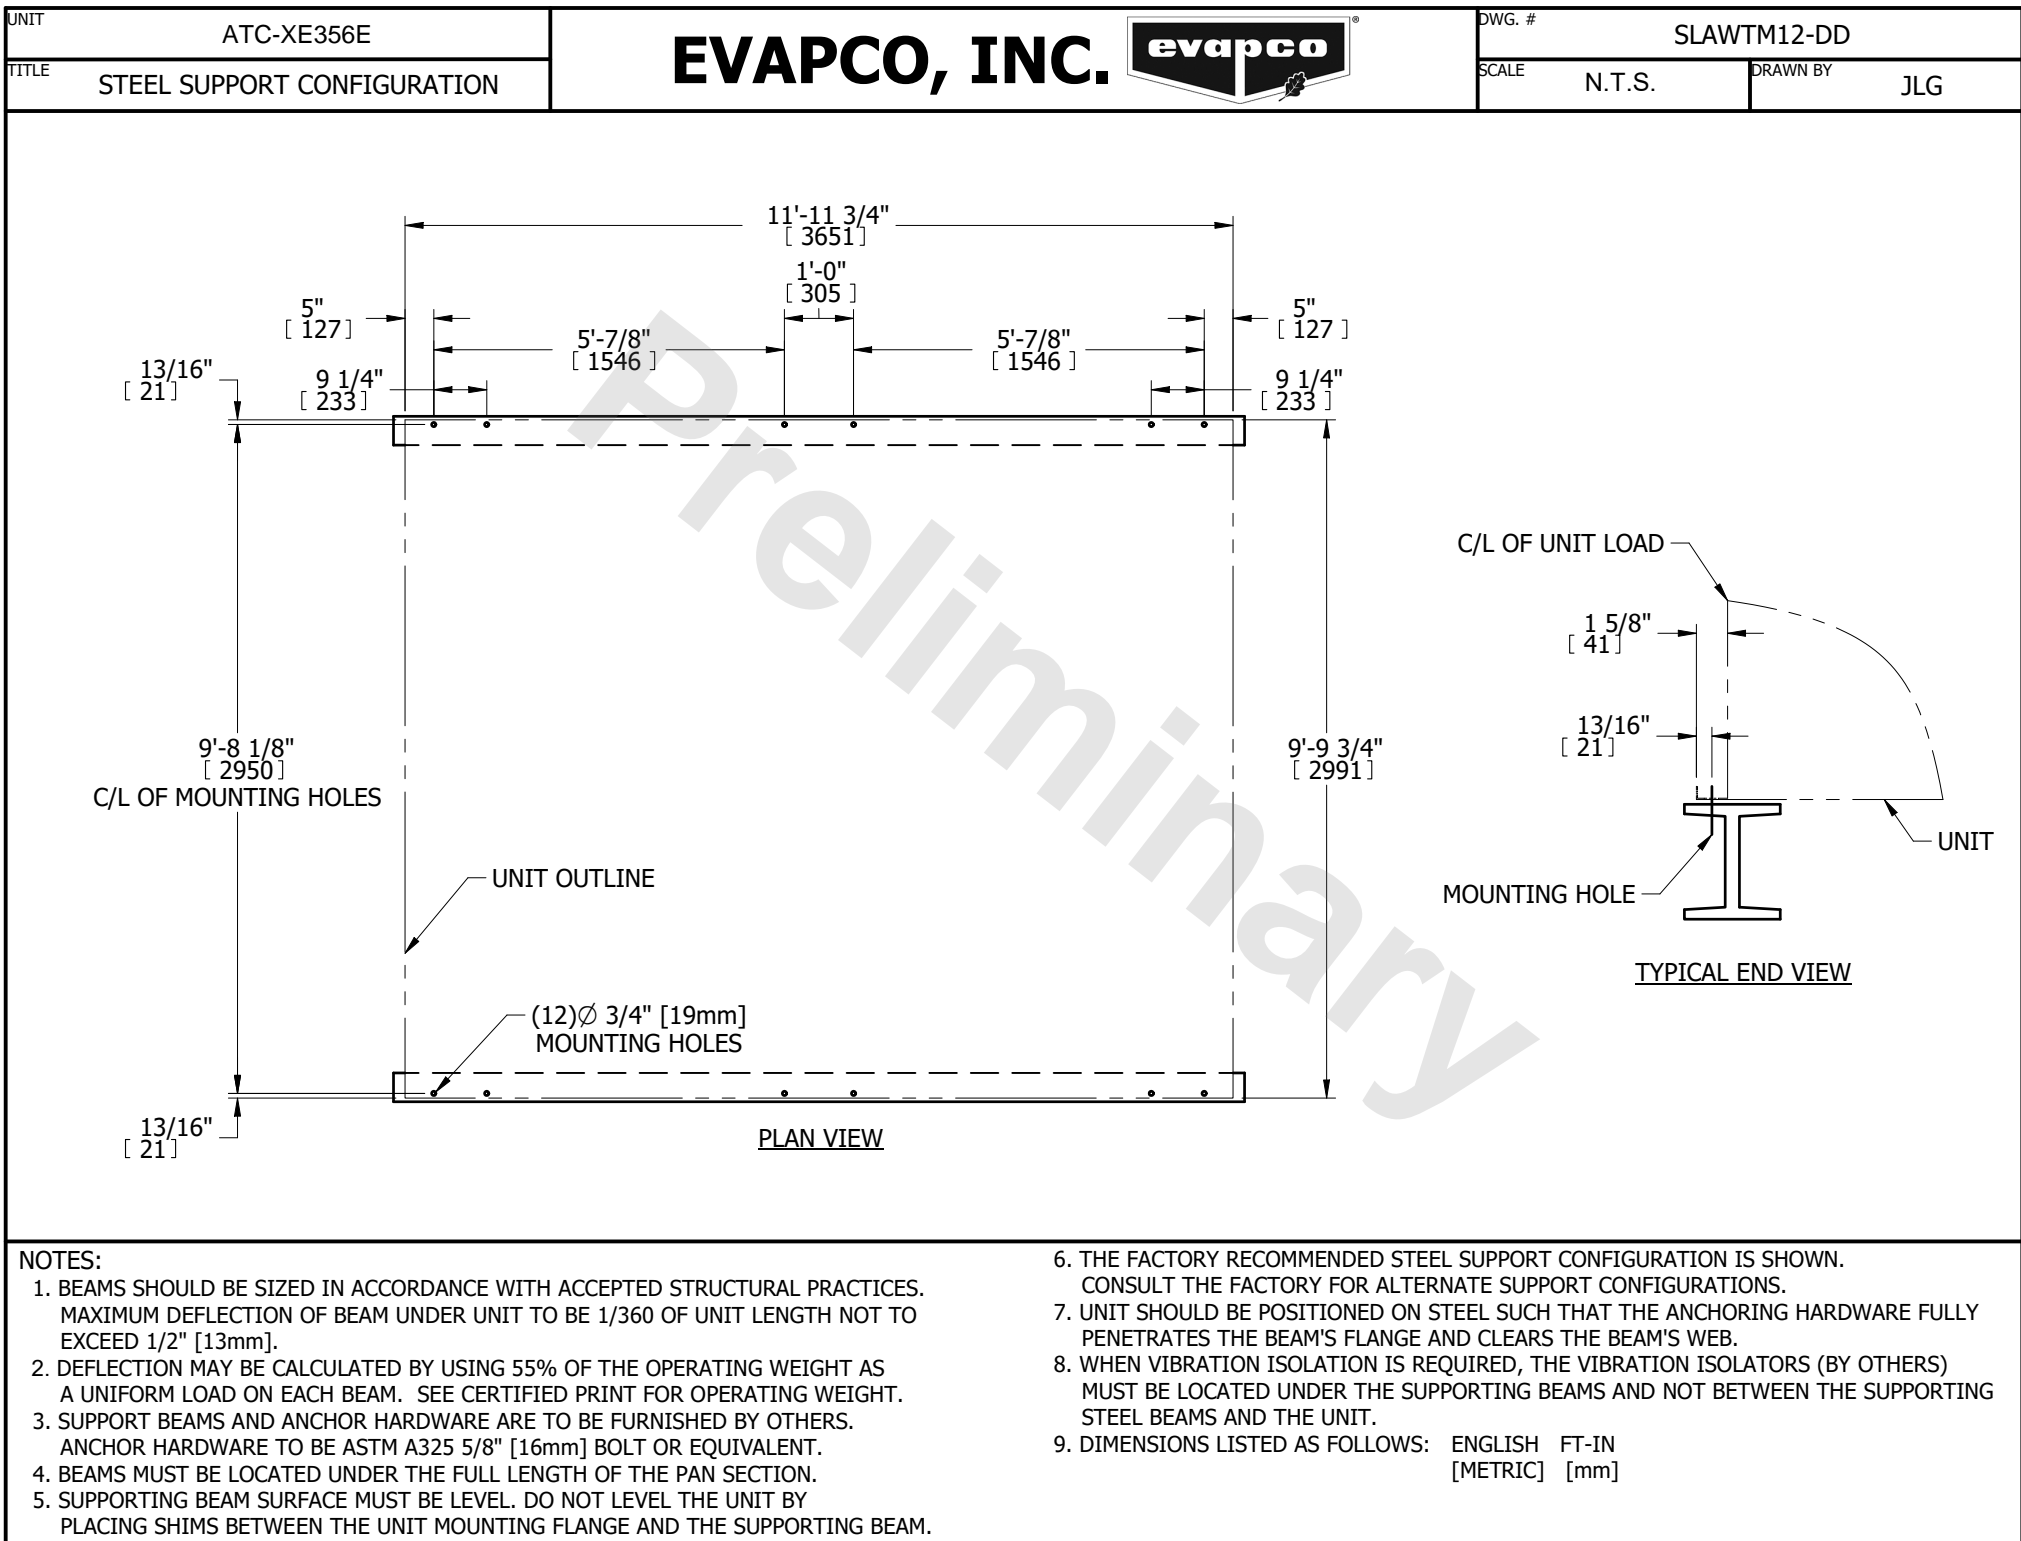 UNIT
ATC-XE356E
TITLE
STEEL SUPPORT CONFIGURATION
EVAPCO, INC.
evapco
®
DWG. #
SLAWTM12-DD
SCALE
N.T.S.
DRAWN BY
JLG
11'-11 3/4"
[ 3651 ]
1'-0"
[ 305 ]
5"
[ 127 ]
5"
[ 127 ]
5'-7/8"
[ 1546 ]
5'-7/8"
[ 1546 ]
13/16"
[ 21 ]
9 1/4"
[ 233 ]
9 1/4"
[ 233 ]
Preliminary
C/L OF UNIT LOAD
1 5/8"
[ 41 ]
13/16"
[ 21 ]
9'-8 1/8"
[ 2950 ]
C/L OF MOUNTING HOLES
9'-9 3/4"
[ 2991 ]
UNIT
UNIT OUTLINE
MOUNTING HOLE
TYPICAL END VIEW
(12)Ø 3/4" [19mm]
MOUNTING HOLES
13/16"
[ 21 ]
PLAN VIEW
NOTES:
1. BEAMS SHOULD BE SIZED IN ACCORDANCE WITH ACCEPTED STRUCTURAL PRACTICES.
MAXIMUM DEFLECTION OF BEAM UNDER UNIT TO BE 1/360 OF UNIT LENGTH NOT TO
EXCEED 1/2" [13mm].
2. DEFLECTION MAY BE CALCULATED BY USING 55% OF THE OPERATING WEIGHT AS
A UNIFORM LOAD ON EACH BEAM. SEE CERTIFIED PRINT FOR OPERATING WEIGHT.
3. SUPPORT BEAMS AND ANCHOR HARDWARE ARE TO BE FURNISHED BY OTHERS.
ANCHOR HARDWARE TO BE ASTM A325 5/8" [16mm] BOLT OR EQUIVALENT.
4. BEAMS MUST BE LOCATED UNDER THE FULL LENGTH OF THE PAN SECTION.
5. SUPPORTING BEAM SURFACE MUST BE LEVEL. DO NOT LEVEL THE UNIT BY
PLACING SHIMS BETWEEN THE UNIT MOUNTING FLANGE AND THE SUPPORTING BEAM.
6. THE FACTORY RECOMMENDED STEEL SUPPORT CONFIGURATION IS SHOWN.
CONSULT THE FACTORY FOR ALTERNATE SUPPORT CONFIGURATIONS.
7. UNIT SHOULD BE POSITIONED ON STEEL SUCH THAT THE ANCHORING HARDWARE FULLY
PENETRATES THE BEAM'S FLANGE AND CLEARS THE BEAM'S WEB.
8. WHEN VIBRATION ISOLATION IS REQUIRED, THE VIBRATION ISOLATORS (BY OTHERS)
MUST BE LOCATED UNDER THE SUPPORTING BEAMS AND NOT BETWEEN THE SUPPORTING
STEEL BEAMS AND THE UNIT.
9. DIMENSIONS LISTED AS FOLLOWS: ENGLISH FT-IN
[METRIC] [mm]